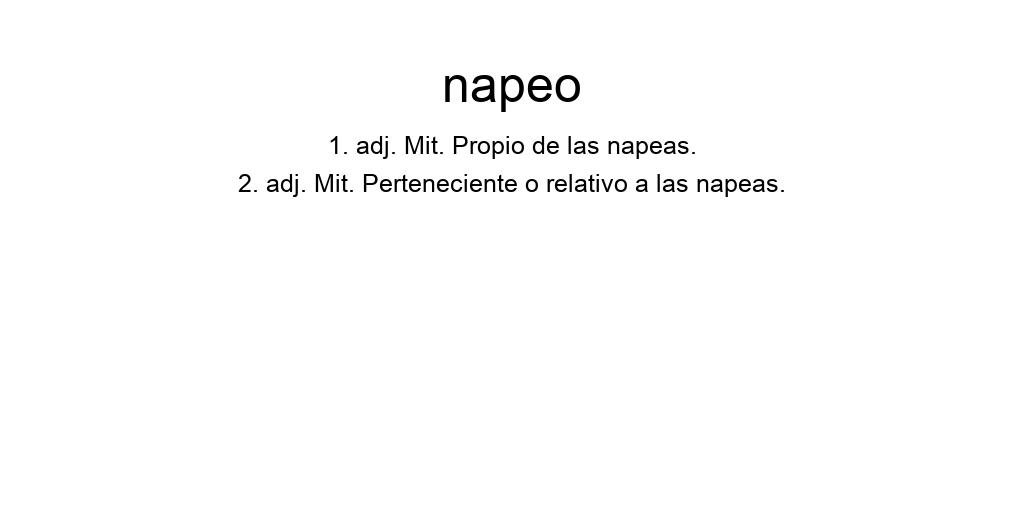 napeo
1. adj. Mit. Propio de las napeas.
2. adj. Mit. Perteneciente o relativo a las napeas.